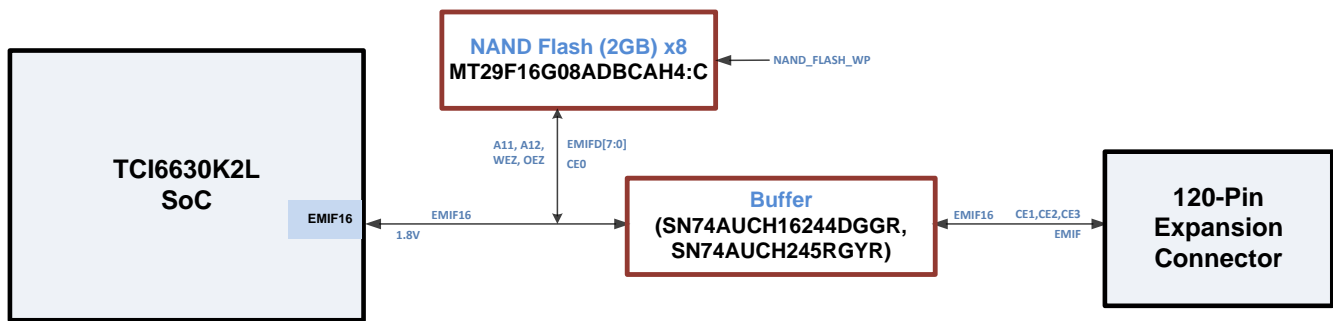 TCI6630K2L
SoC
EMIF16
NAND Flash (2GB) x8
MT29F16G08ADBCAH4:C
NAND_FLASH_WP
A11, A12,
WEZ, OEZ
EMIFD[7:0]
CE0
EMIF16
1.8V
Buffer
(SN74AUCH16244DGGR,
SN74AUCH245RGYR)
EMIF16
CE1,CE2,CE3
EMIF
120-Pin
Expansion
Connector